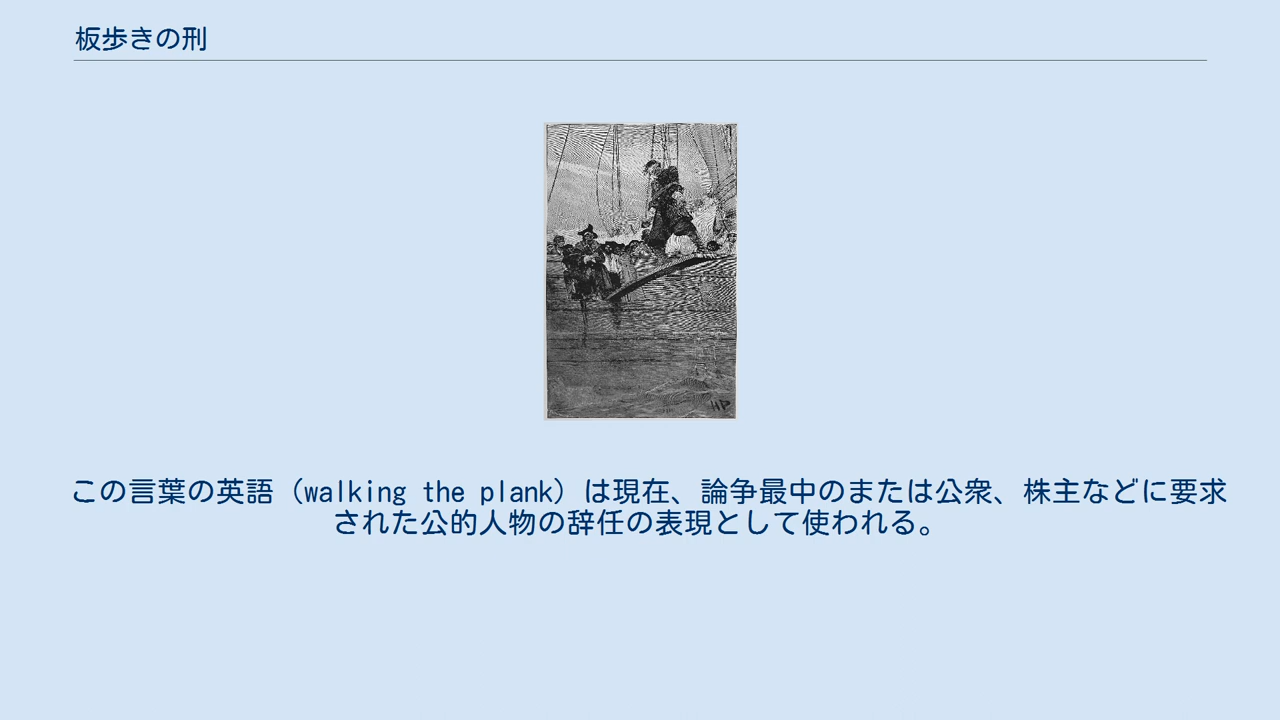 板歩きの刑
HP
この言葉の英語（walking the plank）は現在、論争最中のまたは公衆、株主などに要求
された公的人物の辞任の表現として使われる。